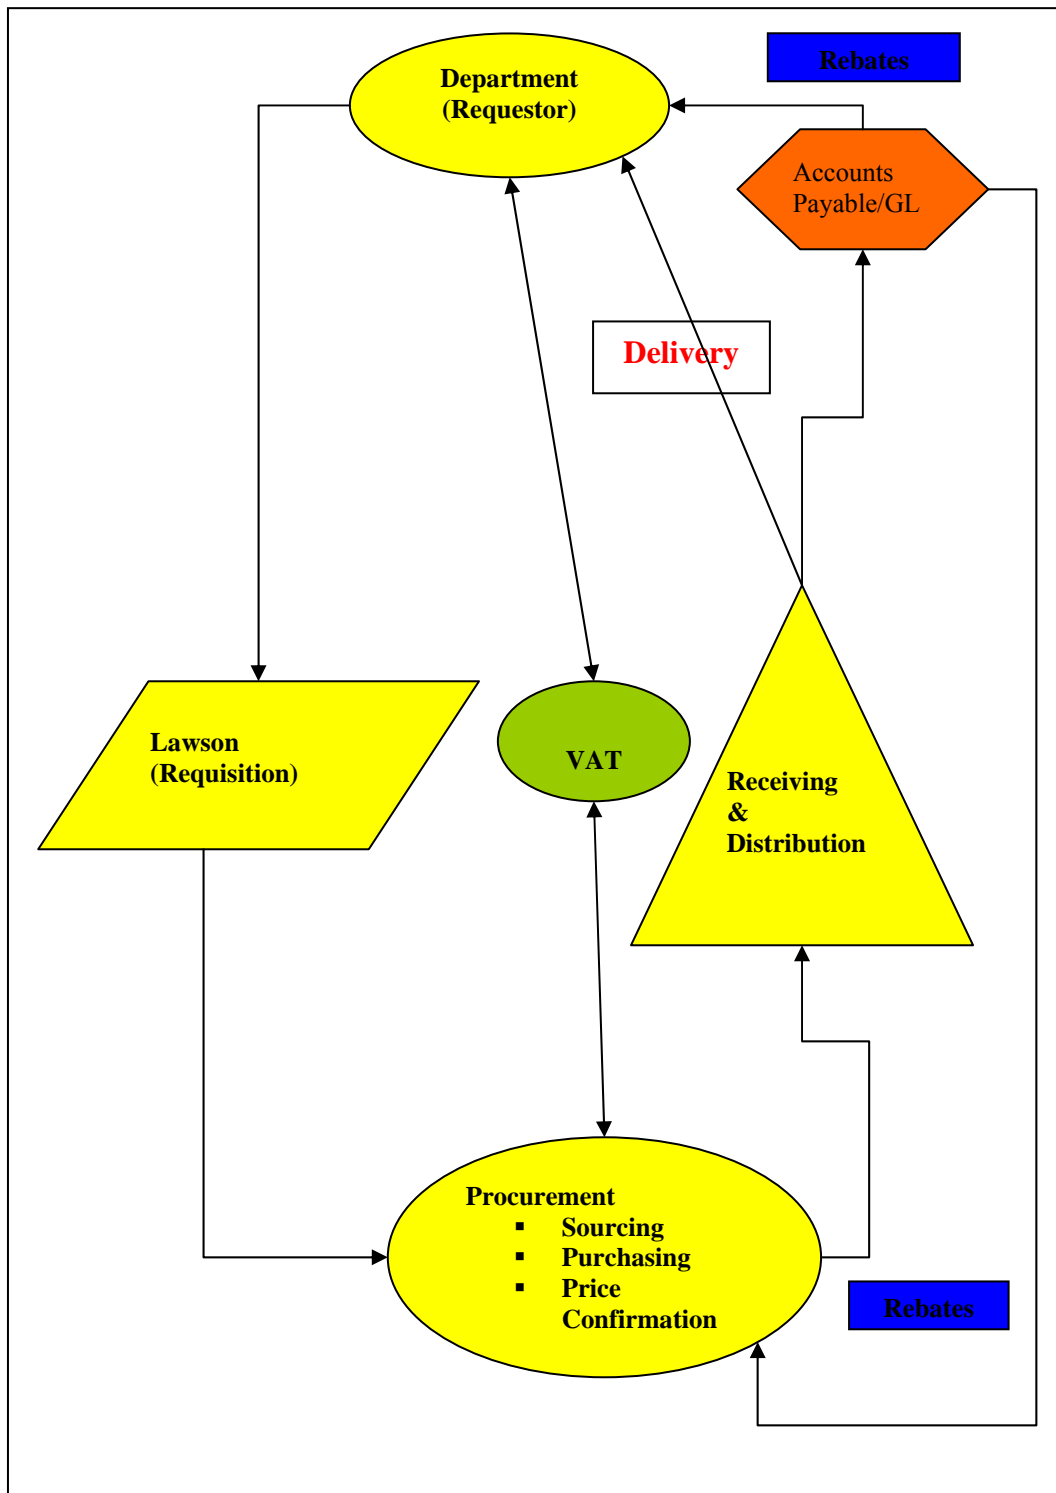 Department
(Requestor)
Rebates
Accounts
Payable/GL
Delivery
Lawson
(Requisition)
VAT
Receiving
&
Distribution
Procurement
▪ Sourcing
▪ Purchasing
▪ Price
Confirmation
Rebates